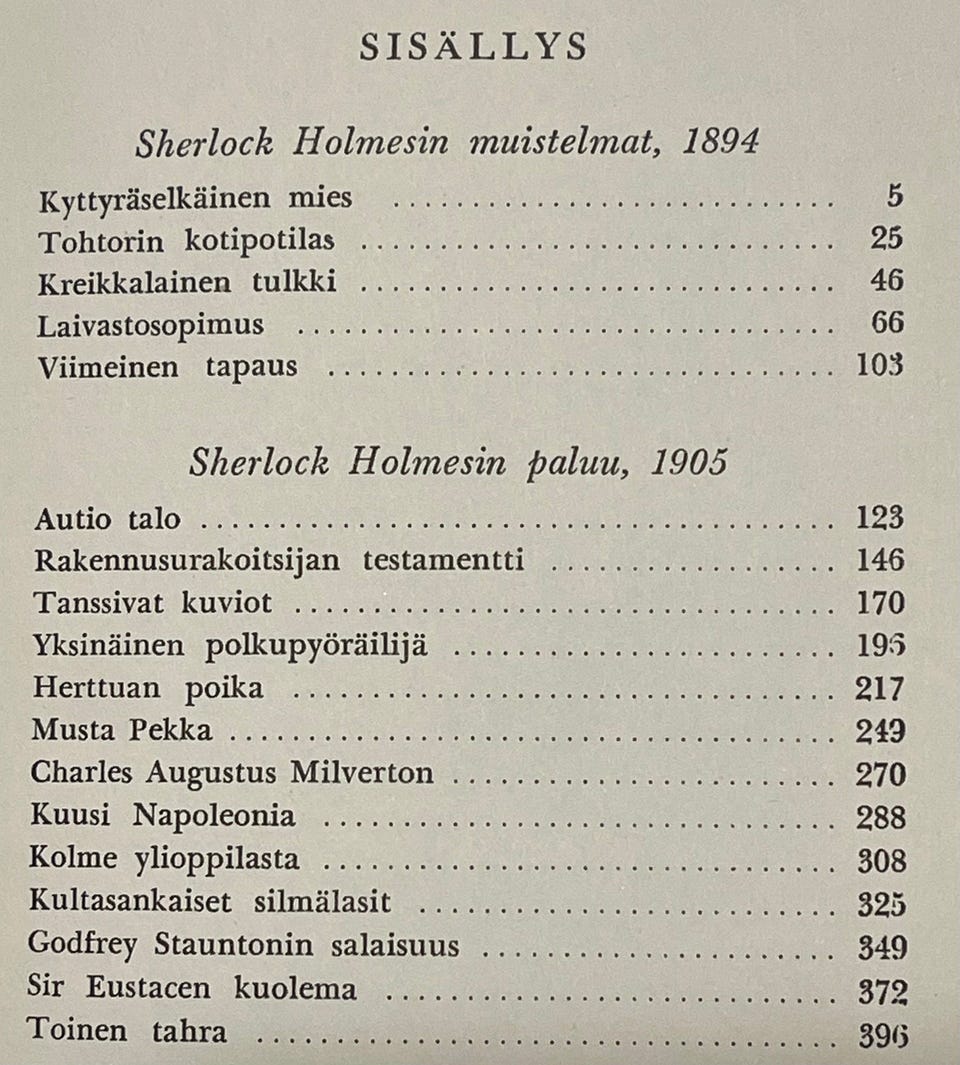 SISÄLLYS
Sherlock Holmesin muistelmat, 1894
Kyttyräselkäinen mies .......................... 5
Tohtorin kotipotilas ............................ 25
Kreikkalainen tulkki ............................ 46
Laivastosopimus ................................ 66
Viimeinen tapaus .............................. 103
Sherlock Holmesin paluu, 1905
Autio talo ...................................... 123
Rakennusurakoitsijan testamentti ................. 146
Tanssivat kuviot ................................ 170
Yksinäinen polkupyöräilijä ....................... 195
Herttuan poika ................................ 217
Musta Pekka .................................... 249
Charles Augustus Milverton ....................... 270
Kuusi Napoleonia .............................. 288
Kolme ylioppilasta .............................. 308
Kultasankaiset silmälasit ......................... 325
Godfrey Stauntonin salaisuus ..................... 349
Sir Eustacen kuolema ........................... 372
Toinen tahra .................................. 396